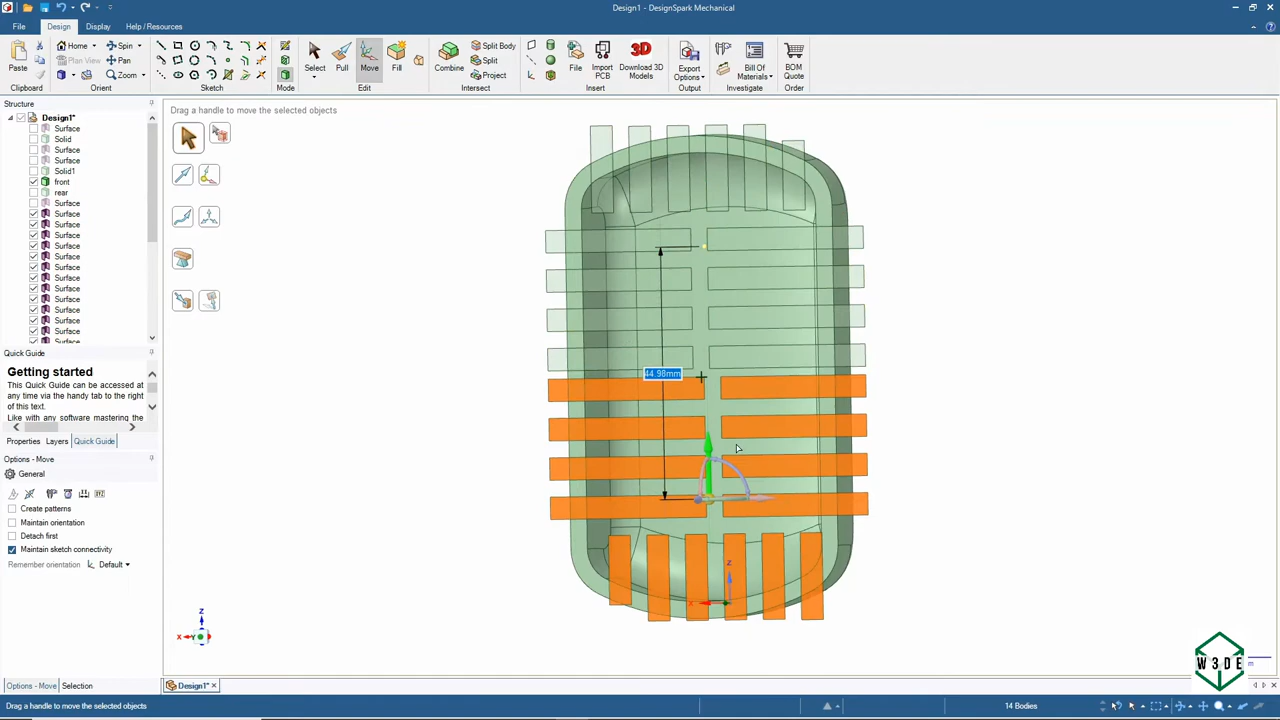 Design1* - DesignSpark Mechanical
File Design Display Help / Resources
Home Spin
Plan View Pan
Zoom
Paste
Select Pull Move Fill
Combine
Split Body
Split
Project
File Import PCB Download 3D Models
Export Options
Bill Of Materials
BOM Quote
Clipboard Orient Sketch Mode Edit Intersect Insert Output Investigate Order
Structure
Drag a handle to move the selected objects
Design1*
Surface
Solid
Surface
Surface
Solid1
front
rear
Surface
Surface
Surface
Surface
Surface
Surface
Surface
Surface
Surface
Surface
Surface
Surface
Surface
Quick Guide
Getting started
This Quick Guide can be accessed at
any time via the handy tab to the right
of this text.
Like with any software mastering the
Properties Layers Quick Guide
Options - Move
General
Create patterns
Maintain orientation
Detach first
Maintain sketch connectivity
Remember orientation Default
44.98mm
Z
X
Z
X Y
W3DE
m
Options - Move Selection
Design1*
Drag a handle to move the selected objects
14 Bodies